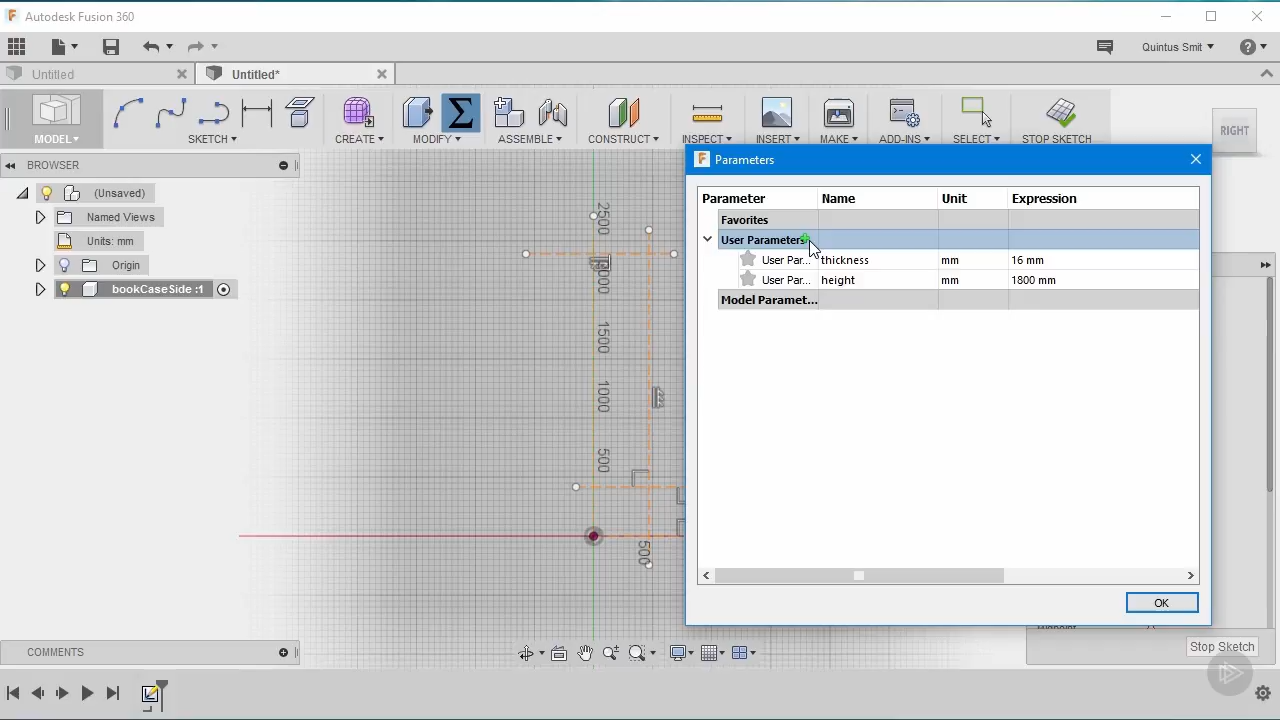 Autodesk Fusion 360
Quintus Smit
Untitled
Untitled*
MODEL
SKETCH
CREATE
MODIFY
ASSEMBLE
CONSTRUCT
INSPECT
INSERT
MAKE
ADD-INS
SELECT
STOP SKETCH
RIGHT
BROWSER
(Unsaved)
Named Views
Units: mm
Origin
bookCaseSide :1
2500
1500
1000
500
500
Parameters
Parameter Name Unit Expression
Favorites
User Parameters
User Par... thickness mm 16 mm
User Par... height mm 1800 mm
Model Paramet...
OK
Stop Sketch
COMMENTS